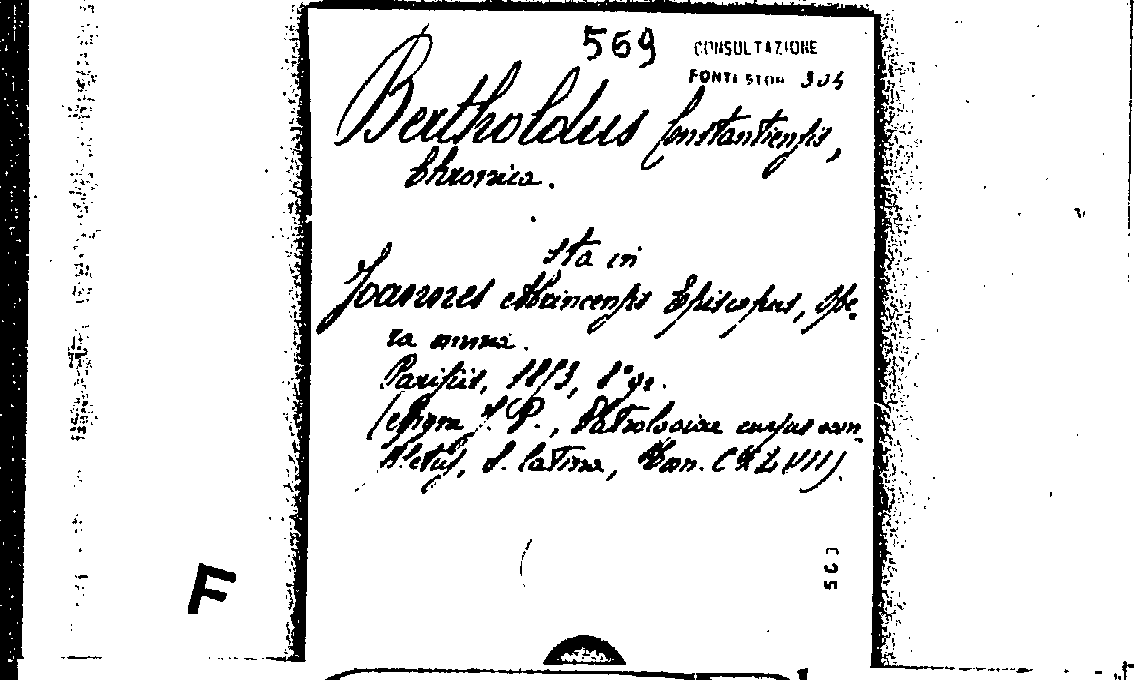 569
CONSULTAZIONE
FONTI STOR 304
Bertholdus Constantiensis,
Chronica.
sta in
Joannes Abrincensis Episcopus, Ope-
ra omnia.
Parisiis, 1853, 8° gr.
(Migne J. P., Patrologiae cursus com-
pletus, S. latina, Tom. CXLVII).
F